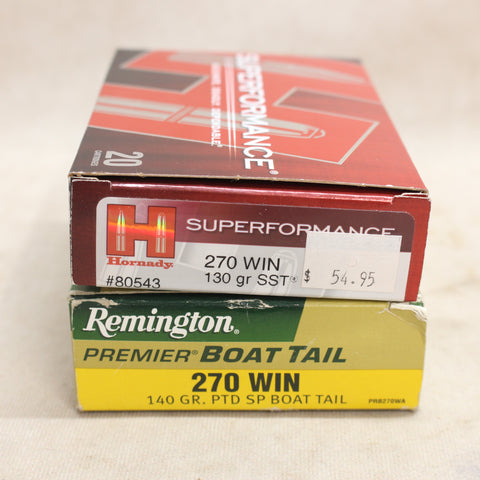 SUPERFORMANCE
20
CARTRIDGES
H
Hornady
SUPERFORMANCE
270 WIN
130 gr SST®
$ 54.95
#80543
Remington®
PREMIER® BOAT TAIL
270 WIN
140 GR. PTD SP BOAT TAIL
PRB270WA